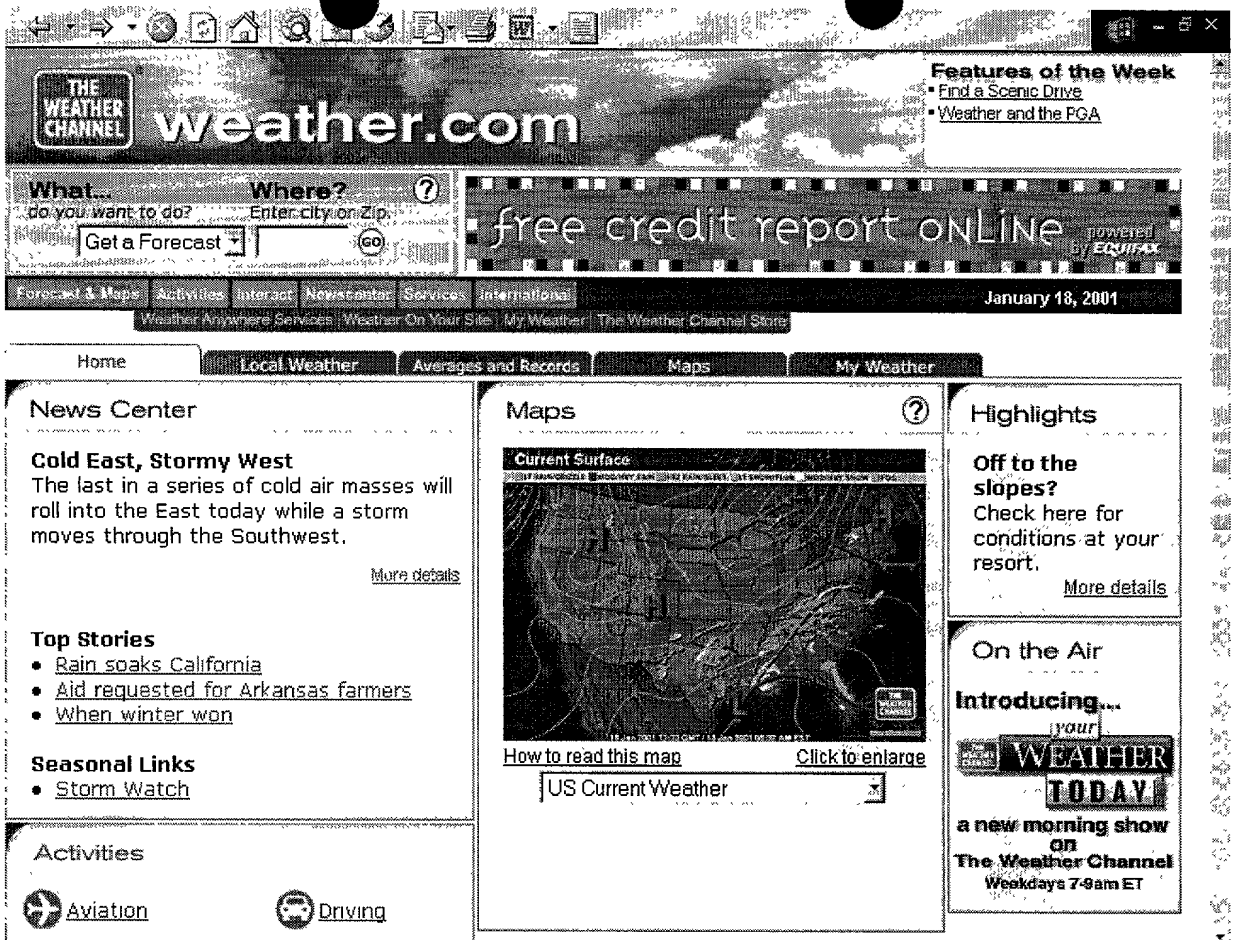 Features of the Week
Find a Scenic Drive
Weather and the PGA
THE
WEATHER
CHANNEL
weather.com
What...
do you want to do?
Where?
Enter city or Zip.
?
Get a Forecast
GO
free credit report oNLiNe
powered
by EQUIFAX
Forecast & Maps Activities Interact Newscenter Services International
January 18, 2001
Weather Anywhere Services Weather On Your Site My Weather The Weather Channel Store
Home Local Weather Averages and Records Maps My Weather
News Center
Cold East, Stormy West
The last in a series of cold air masses will
roll into the East today while a storm
moves through the Southwest.
More details
Top Stories
• Rain soaks California
• Aid requested for Arkansas farmers
• When winter won
Seasonal Links
• Storm Watch
Activities
Aviation
Driving
Maps
?
Current Surface
H
H
H
THE
WEATHER
CHANNEL
How to read this map
Click to enlarge
US Current Weather
Highlights
Off to the
slopes?
Check here for
conditions at your
resort.
More details
On the Air
Introducing...
your
WEATHER
TODAY
a new morning show
on
The Weather Channel
Weekdays 7-9am ET